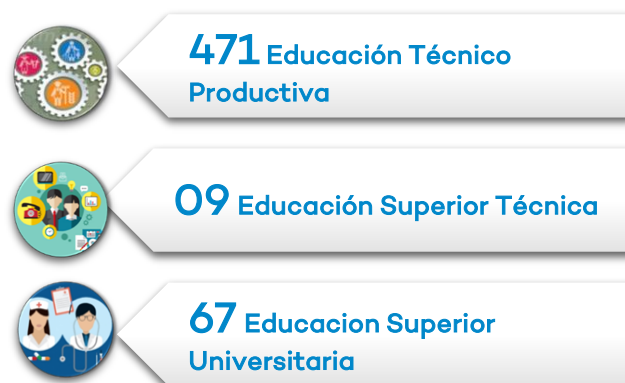 471 Educación Técnico
Productiva
09 Educación Superior Técnica
67 Educacion Superior
Universitaria